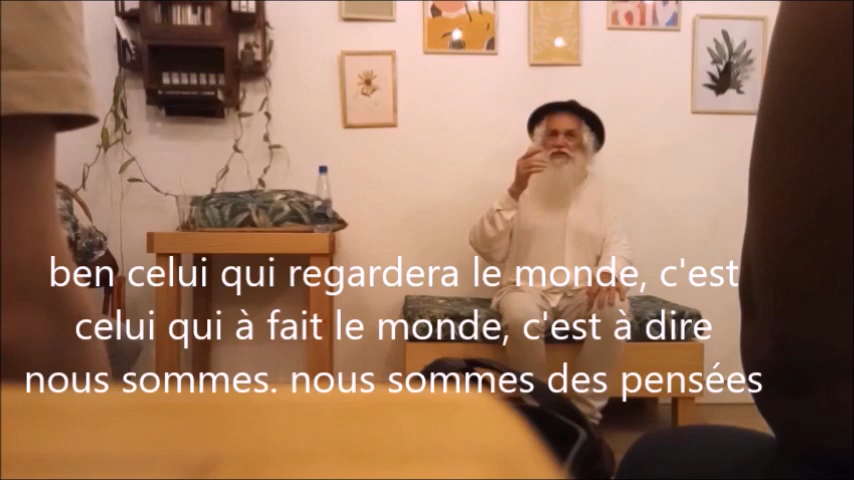 ben celui qui regardera le monde, c'est
celui qui à fait le monde, c'est à dire
nous sommes. nous sommes des pensées